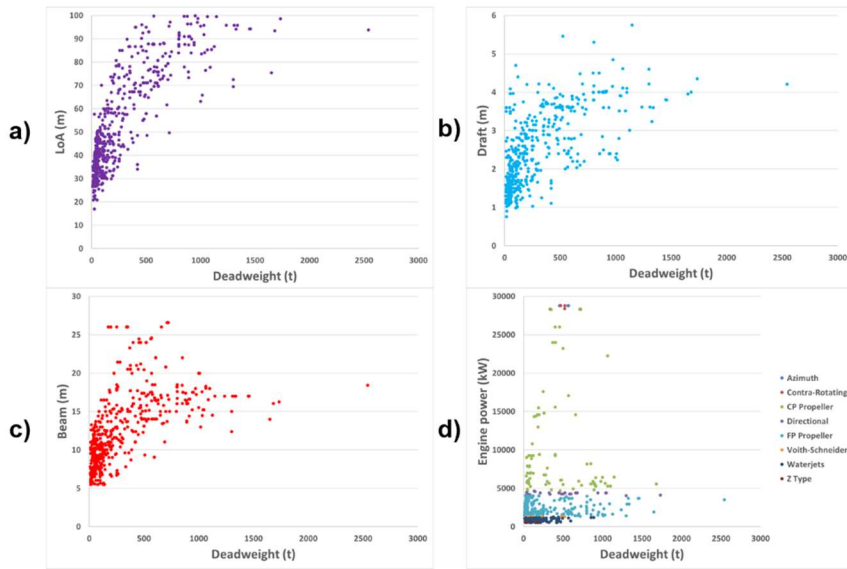 a)
LoA (m)
100
90
80
70
60
50
40
30
20
10
0
0 500 1000 1500 2000 2500 3000
Deadweight (t)
b)
Draft (m)
6
5
4
3
2
1
0
0 500 1000 1500 2000 2500 3000
Deadweight (t)
c)
Beam (m)
30
25
20
15
10
5
0
0 500 1000 1500 2000 2500 3000
Deadweight (t)
d)
Engine power (kW)
30000
25000
20000
15000
10000
5000
0
0 500 1000 1500 2000 2500 3000
Deadweight (t)
Azimuth
Contra-Rotating
CP Propeller
Directional
FP Propeller
Voith-Schneider
Waterjets
Z Type